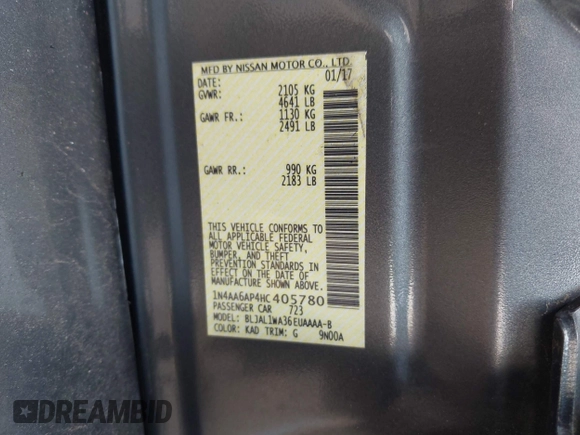 MFD BY NISSAN MOTOR CO., LTD.
DATE: 01/17
GVWR: 2105 KG
4641 LB
GAWR FR.: 1130 KG
2491 LB
GAWR RR.: 990 KG
2183 LB
THIS VEHICLE CONFORMS TO
ALL APPLICABLE FEDERAL
MOTOR VEHICLE SAFETY,
BUMPER, AND THEFT
PREVENTION STANDARDS
IN EFFECT ON THE DATE OF
MANUFACTURE SHOWN ABOVE.
1N4AA6AP4HC405780
PASSENGER CAR 723
MODEL: BLJAL1WA36EUAAAA-B
COLOR: KAD TRIM: G 9N00A
DREAMBID